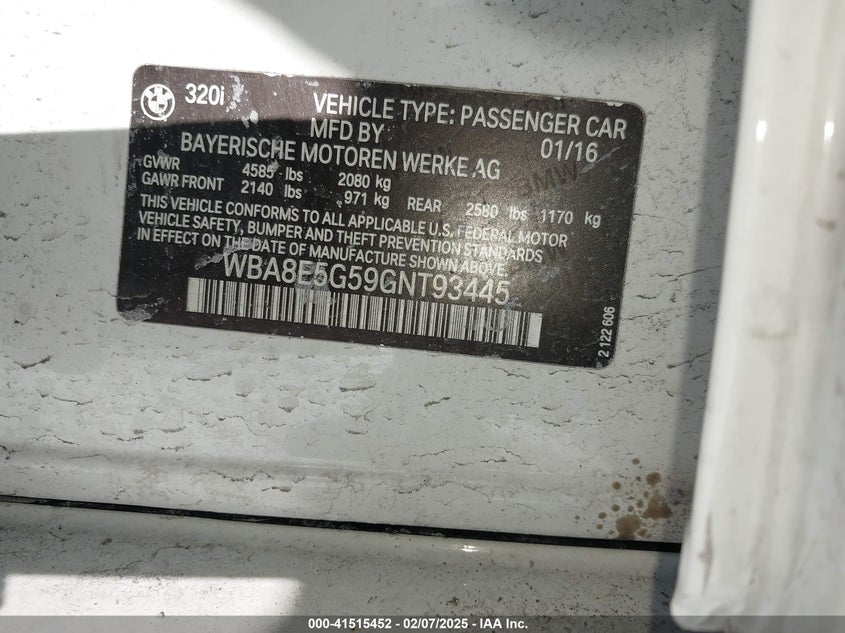 320i
VEHICLE TYPE: PASSENGER CAR
MFD BY
01/16
BAYERISCHE MOTOREN WERKE AG
GVWR 4585 lbs 2080 kg
GAWR FRONT 2140 lbs 971 kg REAR 2580 lbs 1170 kg
THIS VEHICLE CONFORMS TO ALL APPLICABLE U.S. FEDERAL MOTOR
VEHICLE SAFETY, BUMPER AND THEFT PREVENTION STANDARDS
IN EFFECT ON THE DATE OF MANUFACTURE SHOWN ABOVE.
WBA8E5G59GNT93445
2 122 606
000-41515452 - 02/07/2025 - IAA Inc.